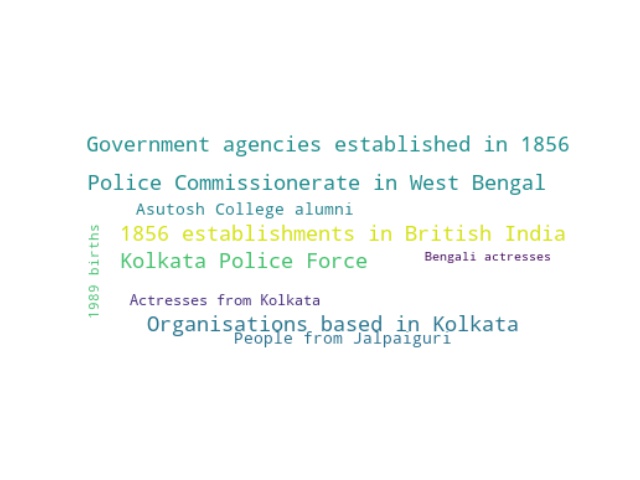 Government agencies established in 1856
Police Commissionerate in West Bengal
Asutosh College alumni
1856 establishments in British India
Kolkata Police Force
Bengali actresses
1989 births
Actresses from Kolkata
Organisations based in Kolkata
People from Jalpaiguri